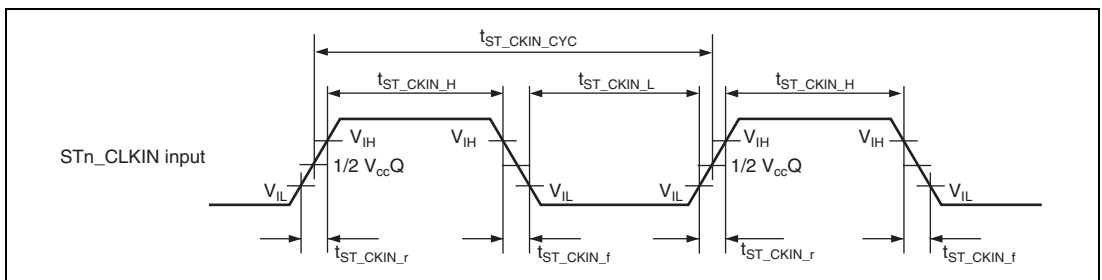 tST_CKIN_CYC
tST_CKIN_H tST_CKIN_L tST_CKIN_H
VIH VIH VIH VIH
STn_CLKIN input 1/2 VccQ 1/2 VccQ
VIL VIL VIL VIL
tST_CKIN_r tST_CKIN_f tST_CKIN_r tST_CKIN_f